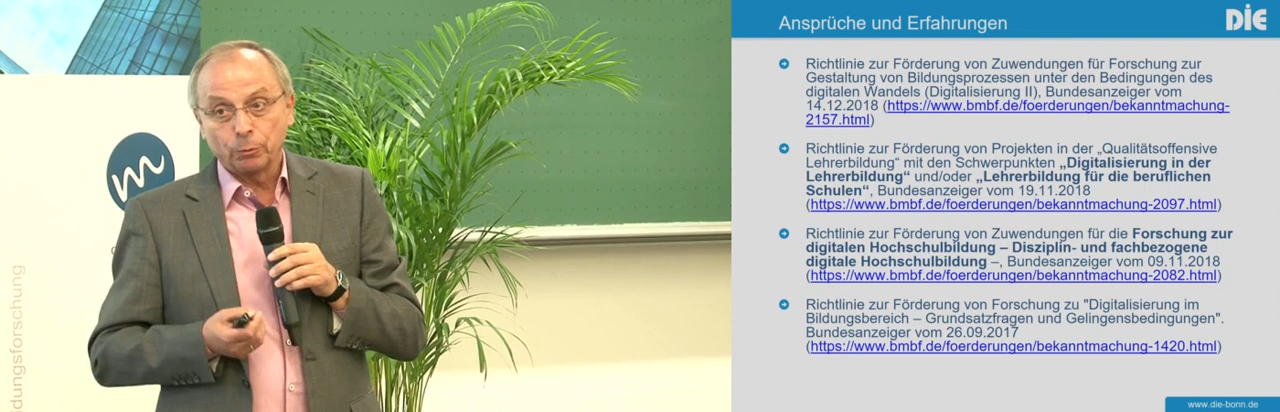 ndungsforschung
m
Ansprüche und Erfahrungen
DIE
Richtlinie zur Förderung von Zuwendungen für Forschung zur
Gestaltung von Bildungsprozessen unter den Bedingungen des
digitalen Wandels (Digitalisierung II), Bundesanzeiger vom
14.12.2018 (https://www.bmbf.de/foerderungen/bekanntmachung-
2157.html)
Richtlinie zur Förderung von Projekten in der „Qualitätsoffensive
Lehrerbildung“ mit den Schwerpunkten „Digitalisierung in der
Lehrerbildung“ und/oder „Lehrerbildung für die beruflichen
Schulen“, Bundesanzeiger vom 19.11.2018
(https://www.bmbf.de/foerderungen/bekanntmachung-2097.html)
Richtlinie zur Förderung von Zuwendungen für die Forschung zur
digitalen Hochschulbildung – Disziplin- und fachbezogene
digitale Hochschulbildung –, Bundesanzeiger vom 09.11.2018
(https://www.bmbf.de/foerderungen/bekanntmachung-2082.html)
Richtlinie zur Förderung von Forschung zu "Digitalisierung im
Bildungsbereich – Grundsatzfragen und Gelingensbedingungen".
Bundesanzeiger vom 26.09.2017
(https://www.bmbf.de/foerderungen/bekanntmachung-1420.html)
www.die-bonn.de